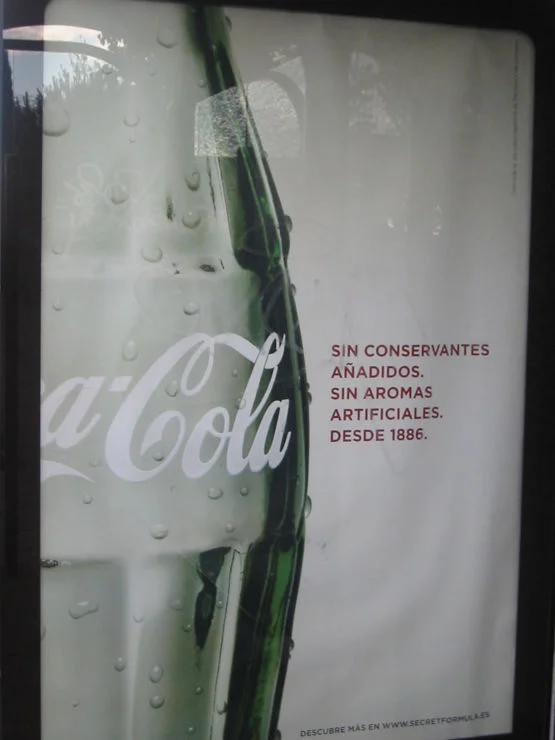 a-Cola
SIN CONSERVANTES
AÑADIDOS.
SIN AROMAS
ARTIFICIALES.
DESDE 1886.
DESCUBRE MÁS EN WWW.SECRETFORMULA.ES